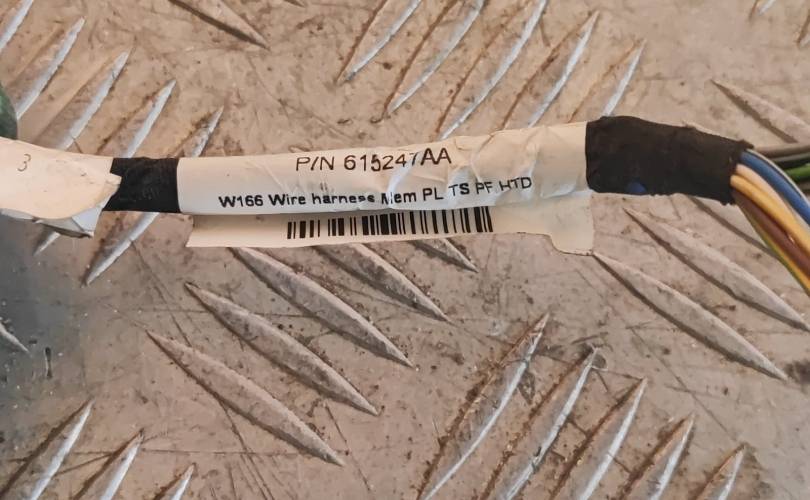 3
P/N 615247AA
W166 Wire harness Mem PL TS PF HTD